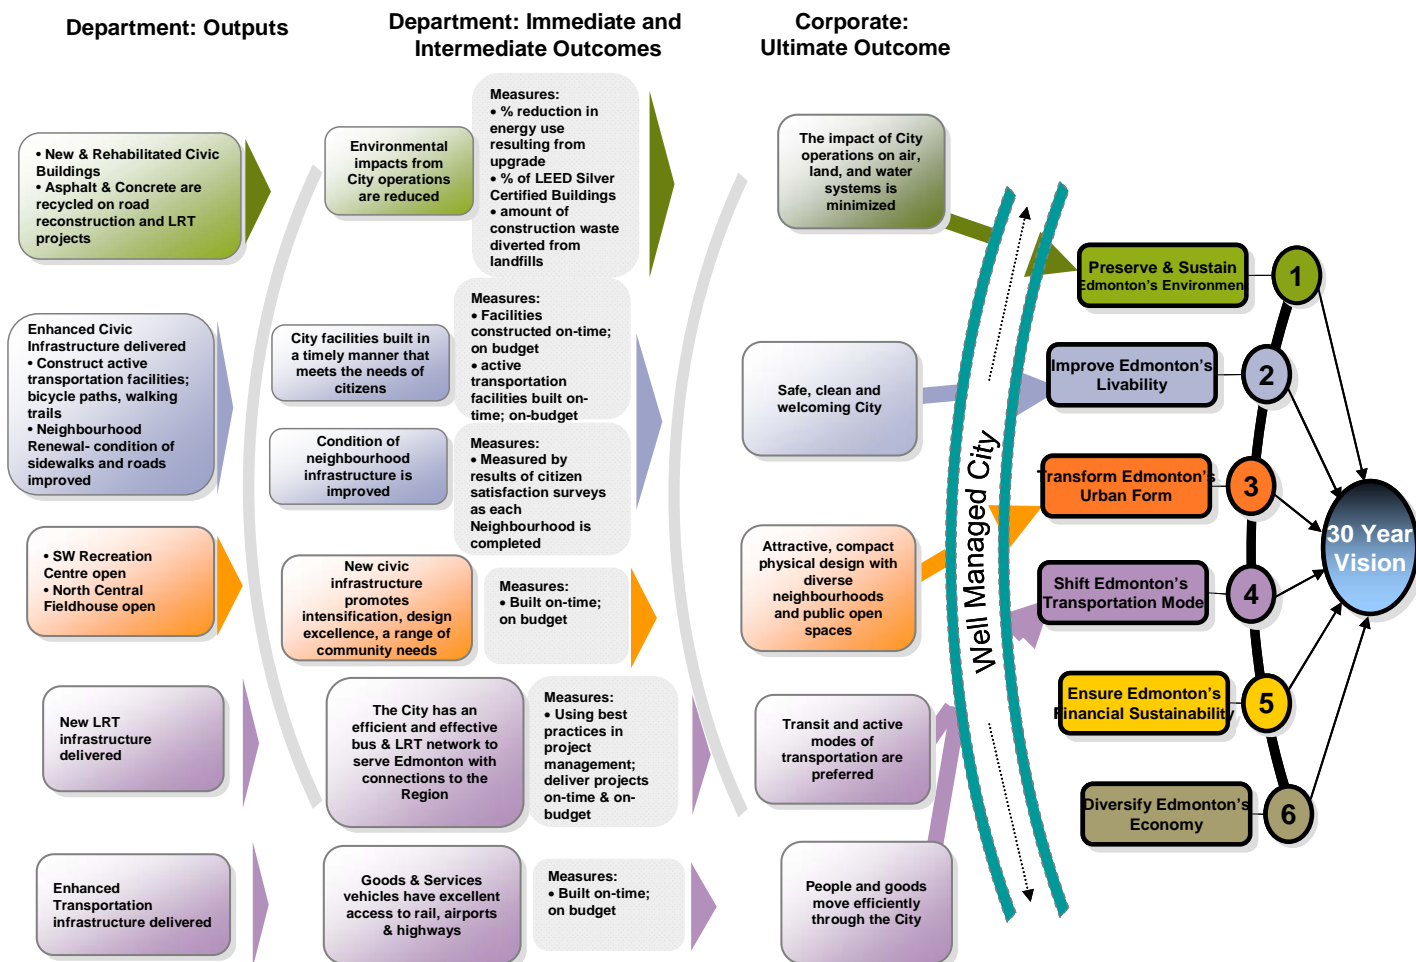 Department: Outputs
Department: Immediate and
Intermediate Outcomes
Corporate:
Ultimate Outcome
• New & Rehabilitated Civic
Buildings
• Asphalt & Concrete are
recycled on road
reconstruction and LRT
projects
Environmental
impacts from
City operations
are reduced
Measures:
• % reduction in
energy use
resulting from
upgrade
• % of LEED Silver
Certified Buildings
• amount of
construction waste
diverted from
landfills
The impact of City
operations on air,
land, and water
systems is
minimized
Enhanced Civic
Infrastructure delivered
• Construct active
transportation facilities;
bicycle paths, walking
trails
• Neighbourhood
Renewal- condition of
sidewalks and roads
improved
City facilities built in
a timely manner that
meets the needs of
citizens
Measures:
• Facilities
constructed on-time;
on budget
• active
transportation
facilities built on-
time; on-budget
Condition of
neighbourhood
infrastructure is
improved
Measures:
• Measured by
results of citizen
satisfaction surveys
as each
Neighbourhood is
completed
Safe, clean and
welcoming City
• SW Recreation
Centre open
• North Central
Fieldhouse open
New civic
infrastructure
promotes
intensification, design
excellence, a range of
community needs
Measures:
• Built on-time;
on budget
Attractive, compact
physical design with
diverse
neighbourhoods
and public open
spaces
New LRT
infrastructure
delivered
The City has an
efficient and effective
bus & LRT network to
serve Edmonton with
connections to the
Region
Measures:
• Using best
practices in
project
management;
deliver projects
on-time & on-
budget
Transit and active
modes of
transportation are
preferred
Enhanced
Transportation
infrastructure delivered
Goods & Services
vehicles have excellent
access to rail, airports
& highways
Measures:
• Built on-time;
on budget
People and goods
move efficiently
through the City
Well Managed City
Preserve & Sustain
Edmonton's Environment
1
Improve Edmonton's
Livability
2
Transform Edmonton's
Urban Form
3
Shift Edmonton's
Transportation Mode
4
Ensure Edmonton's
Financial Sustainability
5
Diversify Edmonton's
Economy
6
30 Year
Vision